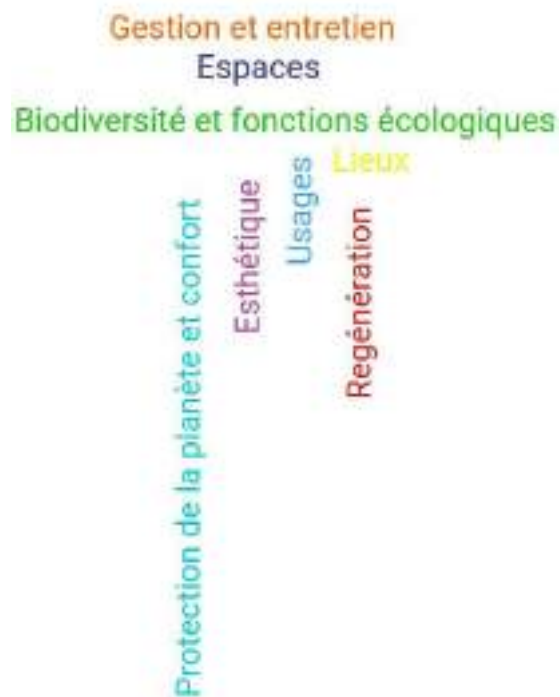 Gestion et entretien
Espaces
Biodiversité et fonctions écologiques
Lieux
Usages
Esthétique
Protection de la planète et confort
Regénération